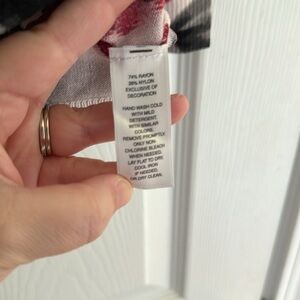 74% RAYON
26% NYLON
EXCLUSIVE OF
DECORATION
HAND WASH COLD
WITH MILD
DETERGENT,
WITH SIMILAR
COLORS.
REMOVE PROMPTLY
ONLY NON-
CHLORINE BLEACH
WHEN NEEDED.
LAY FLAT TO DRY.
COOL IRON
IF NEEDED
OR DRY CLEAN.